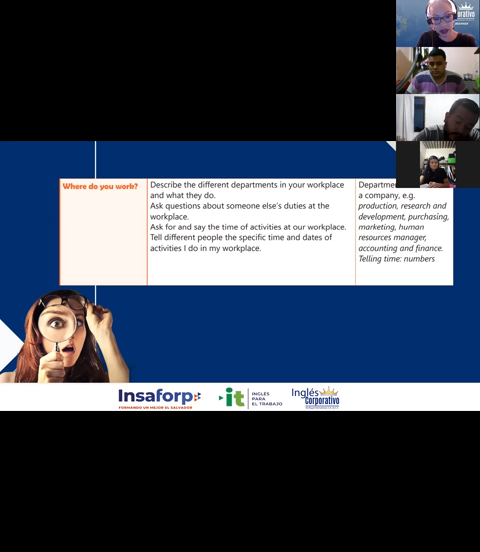 orativo
Where do you work?
Describe the different departments in your workplace
and what they do.
Ask questions about someone else's duties at the
workplace.
Ask for and say the time of activities at our workplace.
Tell different people the specific time and dates of
activities I do in my workplace.
Departme
a company, e.g.
production, research and
development, purchasing,
marketing, human
resources manager,
accounting and finance.
Telling time: numbers
Insaforp
FORMANDO UN MEJOR EL SALVADOR
it
INGLÉS
PARA
EL TRABAJO
Inglés
Corporativo